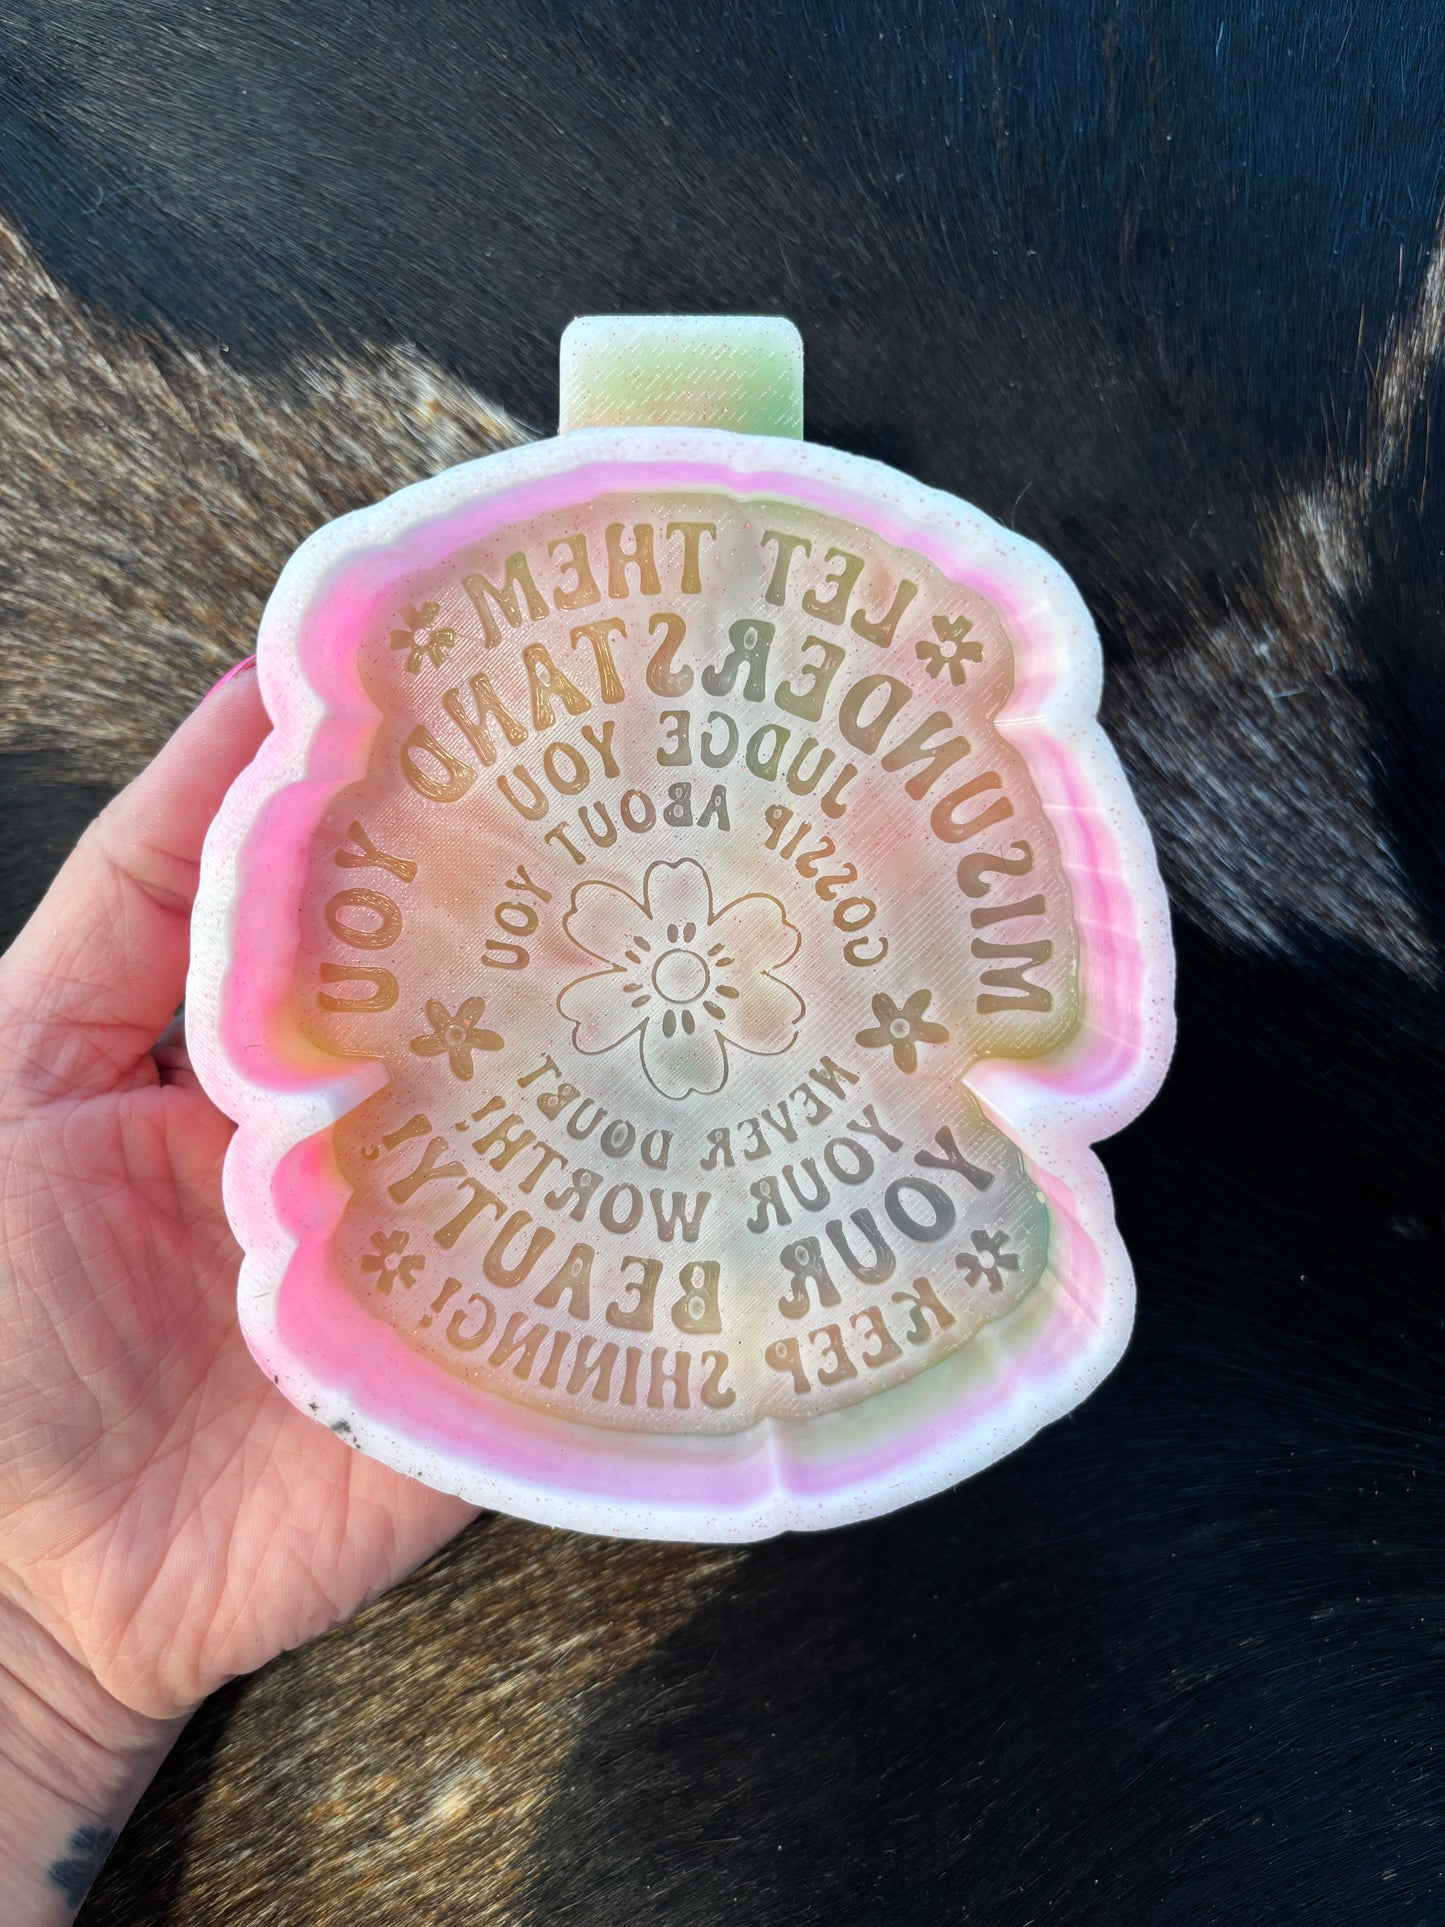 LET THEM
MISUNDERSTAND YOU
JUDGE YOU
GOSSIP ABOUT YOU
NEVER DOUBT
YOUR WORTH!
YOUR BEAUTY!
KEEP SHINING!